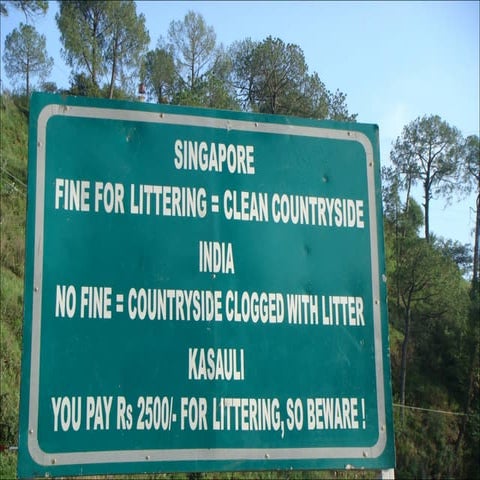 SINGAPORE
FINE FOR LITTERING = CLEAN COUNTRYSIDE
INDIA
NO FINE = COUNTRYSIDE CLOGGED WITH LITTER
KASAULI
YOU PAY Rs 2500/- FOR LITTERING, SO BEWARE !